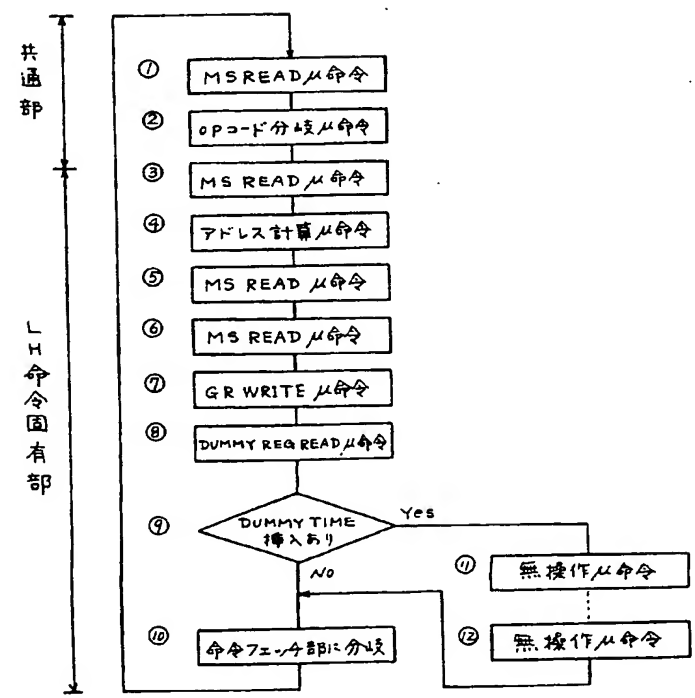 共通部
① MS READ μ命令
② OPコード分岐μ命令
③ MS READ μ命令
④ アドレス計算μ命令
⑤ MS READ μ命令
⑥ MS READ μ命令
⑦ GR WRITE μ命令
⑧ DUMMY REG READ μ命令
LH命令固有部
⑨ DUMMY TIME
挿入あり
Yes
No
⑪ 無操作μ命令
⑩ 命令フェッチ部に分岐
⑫ 無操作μ命令